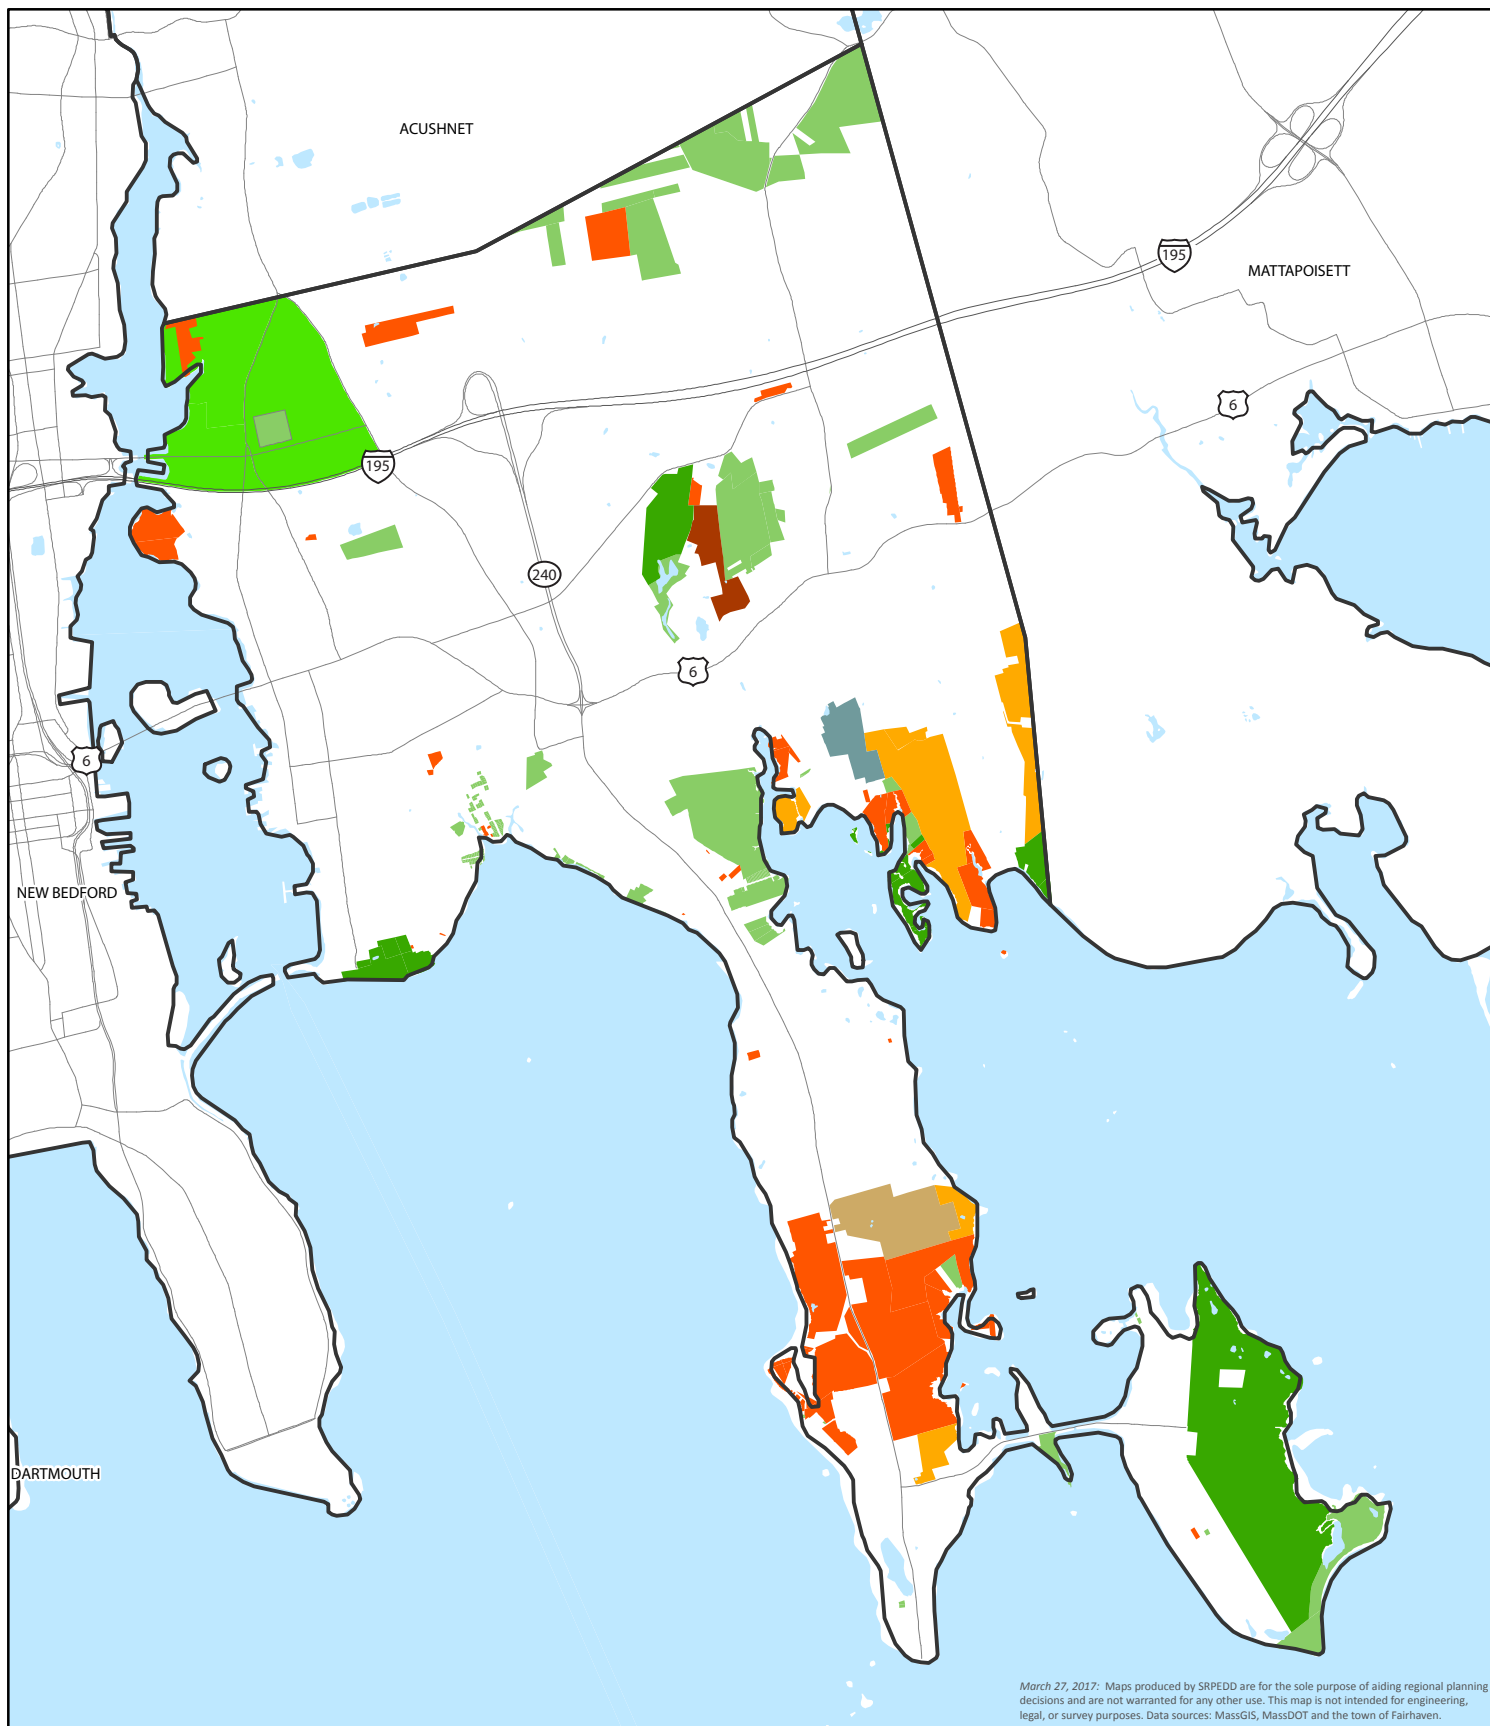 ACUSHNET
195
MATTAPOISETT
6
195
240
6
6
NEW BEDFORD
DARTMOUTH
March 27, 2017: Maps produced by SRPEDD are for the sole purpose of aiding regional planning
decisions and are not warranted for any other use. This map is not intended for engineering,
legal, or survey purposes. Data sources: MassGIS, MassDOT and the town of Fairhaven.